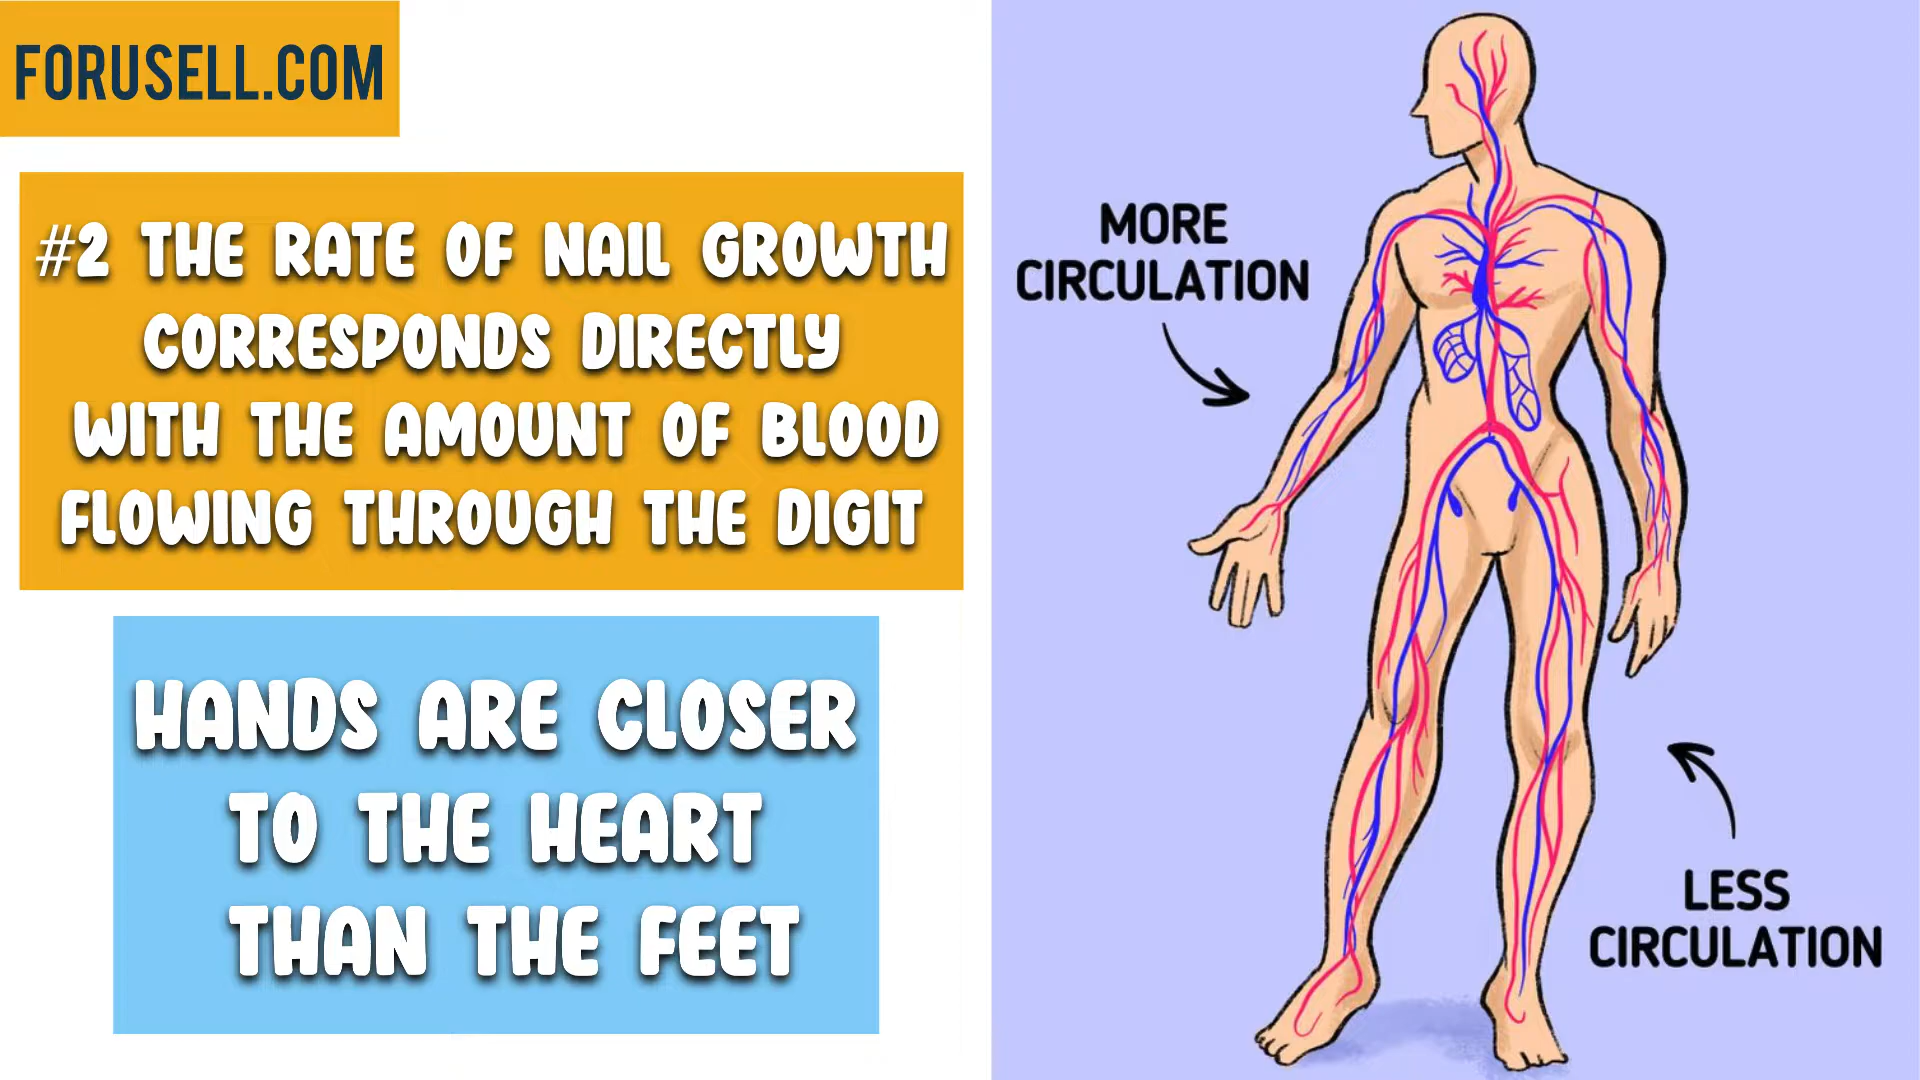 FORUSELL.COM
#2 THE RATE OF NAIL GROWTH
CORRESPONDS DIRECTLY
WITH THE AMOUNT OF BLOOD
FLOWING THROUGH THE DIGIT
HANDS ARE CLOSER
TO THE HEART
THAN THE FEET
MORE
CIRCULATION
LESS
CIRCULATION